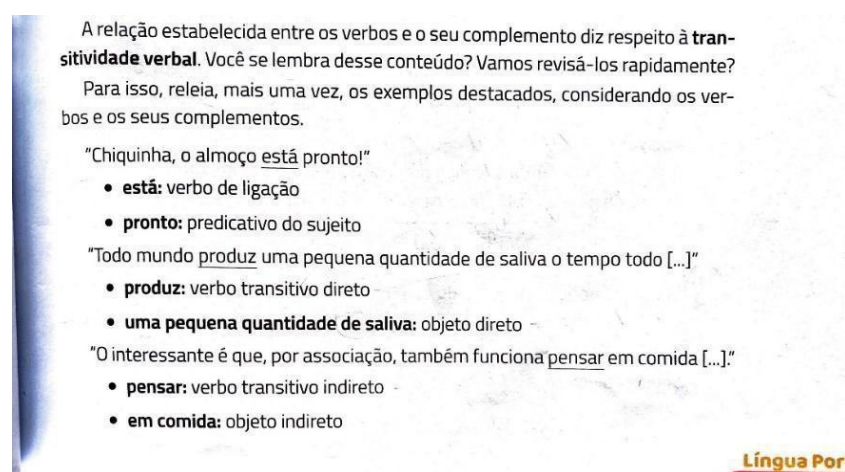 A relação estabelecida entre os verbos e o seu complemento diz respeito à tran-
sitividade verbal. Você se lembra desse conteúdo? Vamos revisá-los rapidamente?
Para isso, releia, mais uma vez, os exemplos destacados, considerando os ver-
bos e os seus complementos.
"Chiquinha, o almoço está pronto!"
• está: verbo de ligação
• pronto: predicativo do sujeito
"Todo mundo produz uma pequena quantidade de saliva o tempo todo [...]"
• produz: verbo transitivo direto
• uma pequena quantidade de saliva: objeto direto
"O interessante é que, por associação, também funciona pensar em comida [...]."
• pensar: verbo transitivo indireto
• em comida: objeto indireto
Língua Por